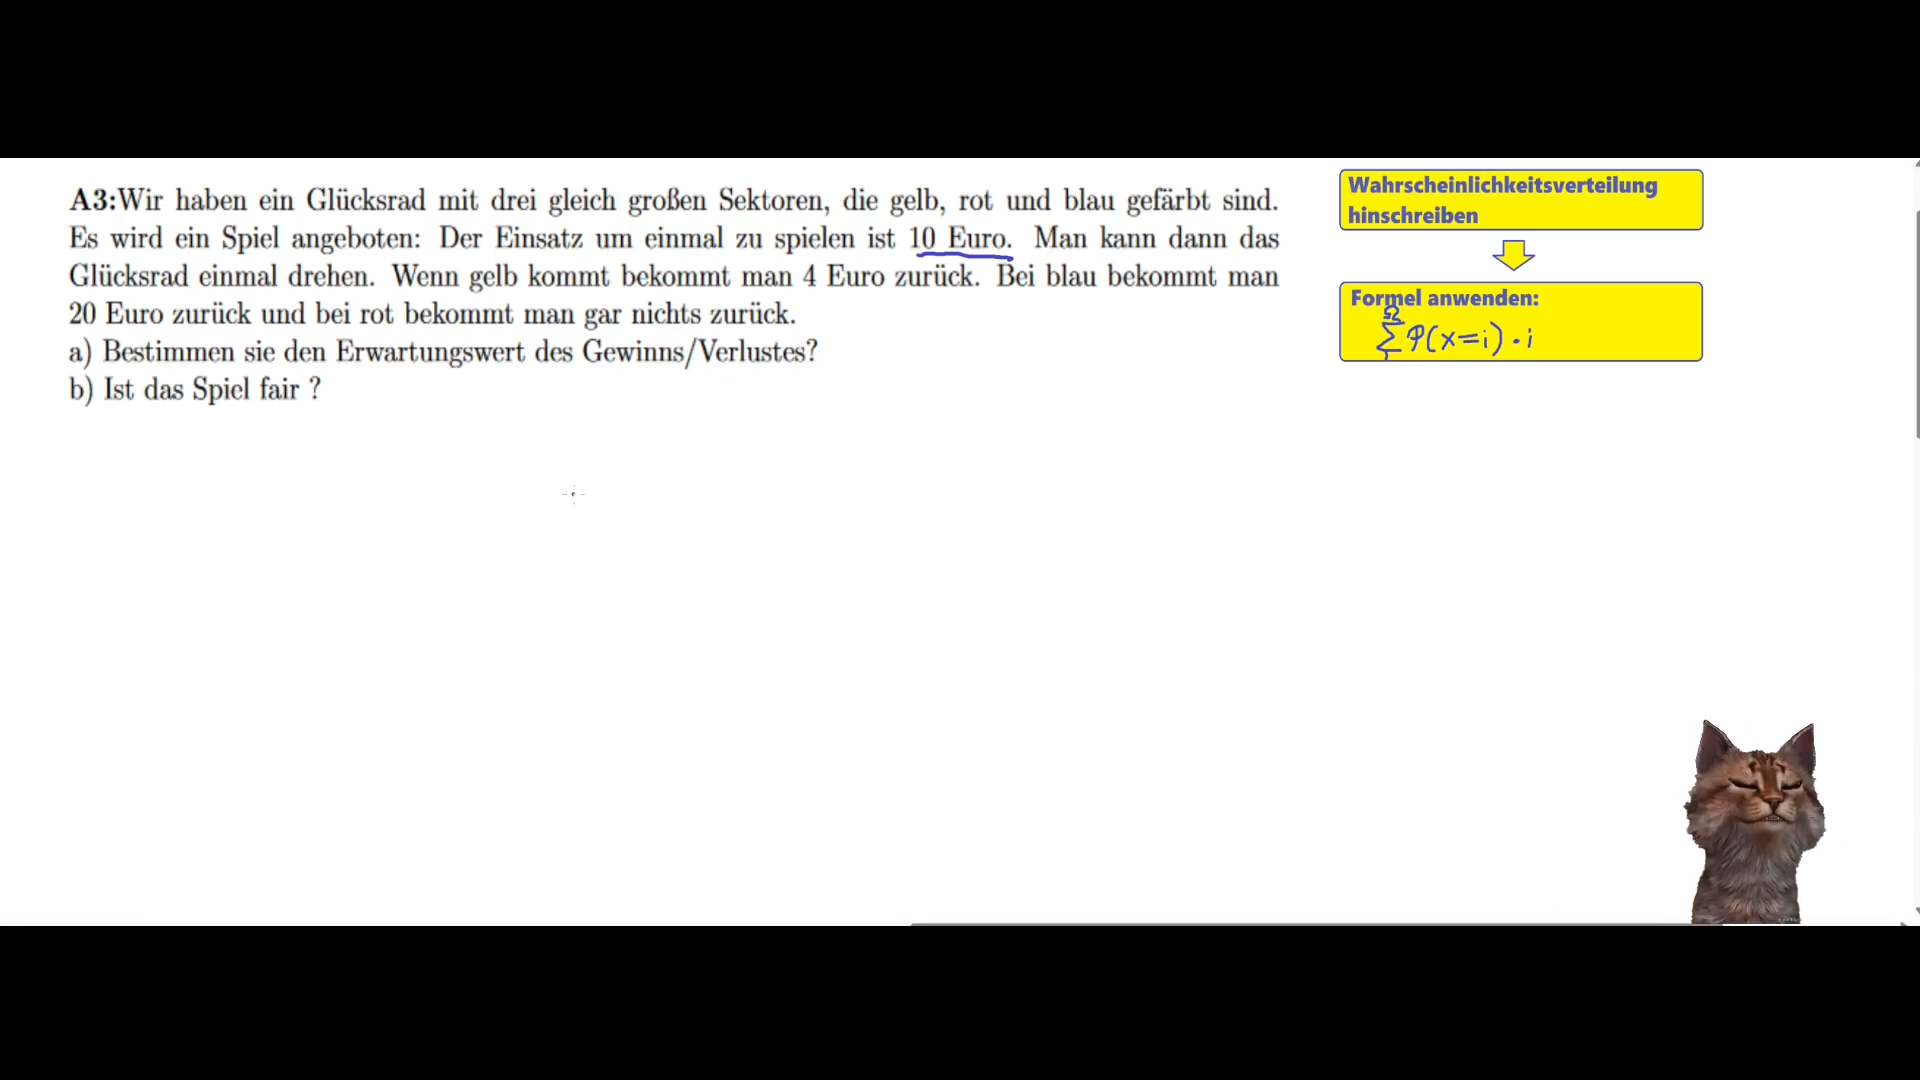 A3:Wir haben ein Glücksrad mit drei gleich großen Sektoren, die gelb, rot und blau gefärbt sind.
Es wird ein Spiel angeboten: Der Einsatz um einmal zu spielen ist 10 Euro. Man kann dann das
Glücksrad einmal drehen. Wenn gelb kommt bekommt man 4 Euro zurück. Bei blau bekommt man
20 Euro zurück und bei rot bekommt man gar nichts zurück.
a) Bestimmen sie den Erwartungswert des Gewinns/Verlustes?
b) Ist das Spiel fair ?
Wahrscheinlichkeitsverteilung
hinschreiben
Formel anwenden:
Ω
∑ P(x=i) · i